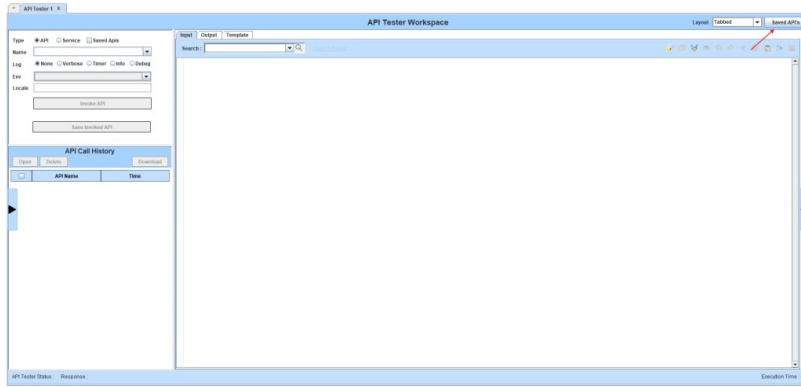 API Tester 1 X
API Tester Workspace
Layout Tabbed Saved API's
Type API Service Saved Apis
Name
Log None Verbose Timer Info Debug
Env
Locale
Invoke API
Save Invoked API
API Call History
Open Delete Download
API Name Time
Input Output Template
Search :
API Tester Status : Response :
Execution Time